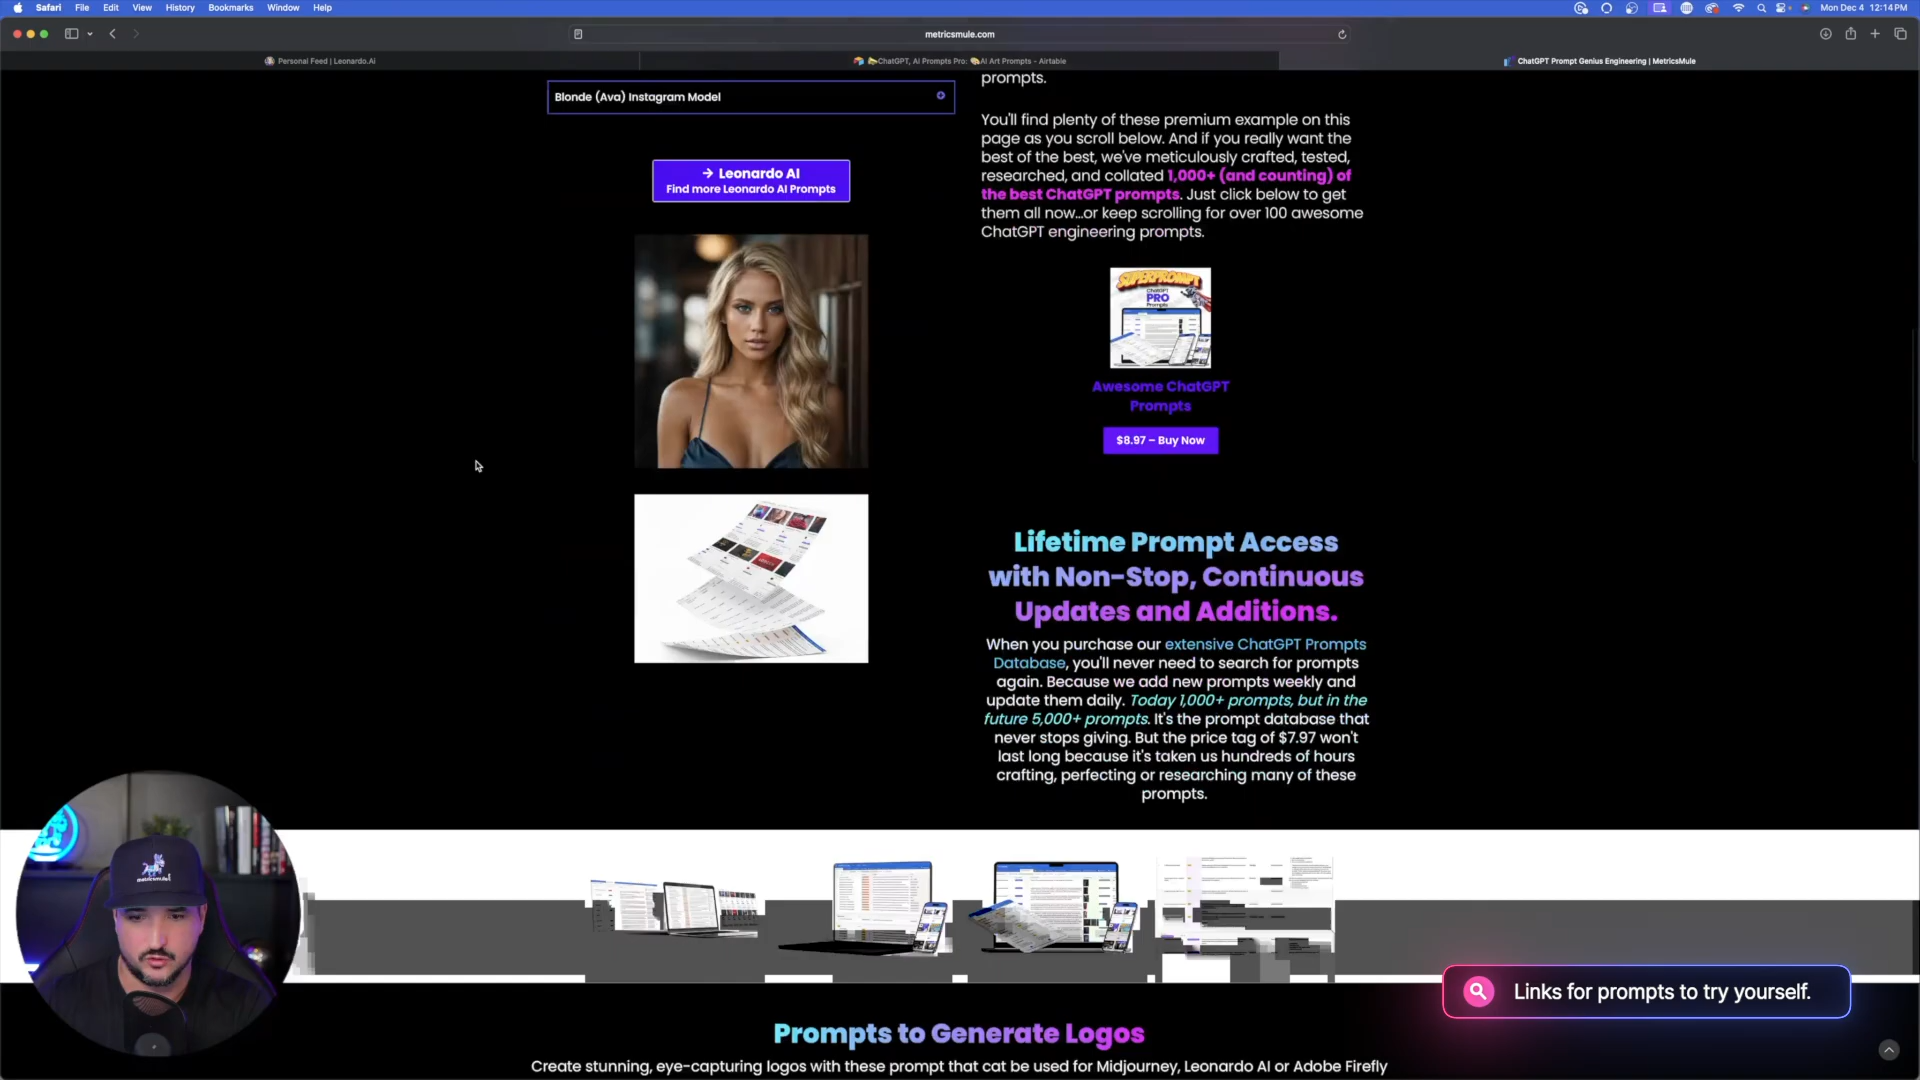 Safari File Edit View History Bookmarks Window Help
Mon Dec 4 12:14 PM
metricsmule.com
Personal Feed | Leonardo.Ai
ChatGPT, AI Prompts Pro: AI Art Prompts - Airtable
ChatGPT Prompt Genius Engineering | MetricsMule
Blonde (Ava) Instagram Model
→ Leonardo AI
Find more Leonardo AI Prompts
prompts.
You'll find plenty of these premium example on this
page as you scroll below. And if you really want the
best of the best, we've meticulously crafted, tested,
researched, and collated 1,000+ (and counting) of
the best ChatGPT prompts. Just click below to get
them all now...or keep scrolling for over 100 awesome
ChatGPT engineering prompts.
SUPERPROMPT
ChatGPT
PRO
Prompts
Awesome ChatGPT
Prompts
$8.97 – Buy Now
Lifetime Prompt Access
with Non-Stop, Continuous
Updates and Additions.
When you purchase our extensive ChatGPT Prompts
Database, you'll never need to search for prompts
again. Because we add new prompts weekly and
update them daily. Today 1,000+ prompts, but in the
future 5,000+ prompts. It's the prompt database that
never stops giving. But the price tag of $7.97 won't
last long because it's taken us hundreds of hours
crafting, perfecting or researching many of these
prompts.
metricsmule
Links for prompts to try yourself.
Prompts to Generate Logos
Create stunning, eye-capturing logos with these prompt that cat be used for Midjourney, Leonardo AI or Adobe Firefly